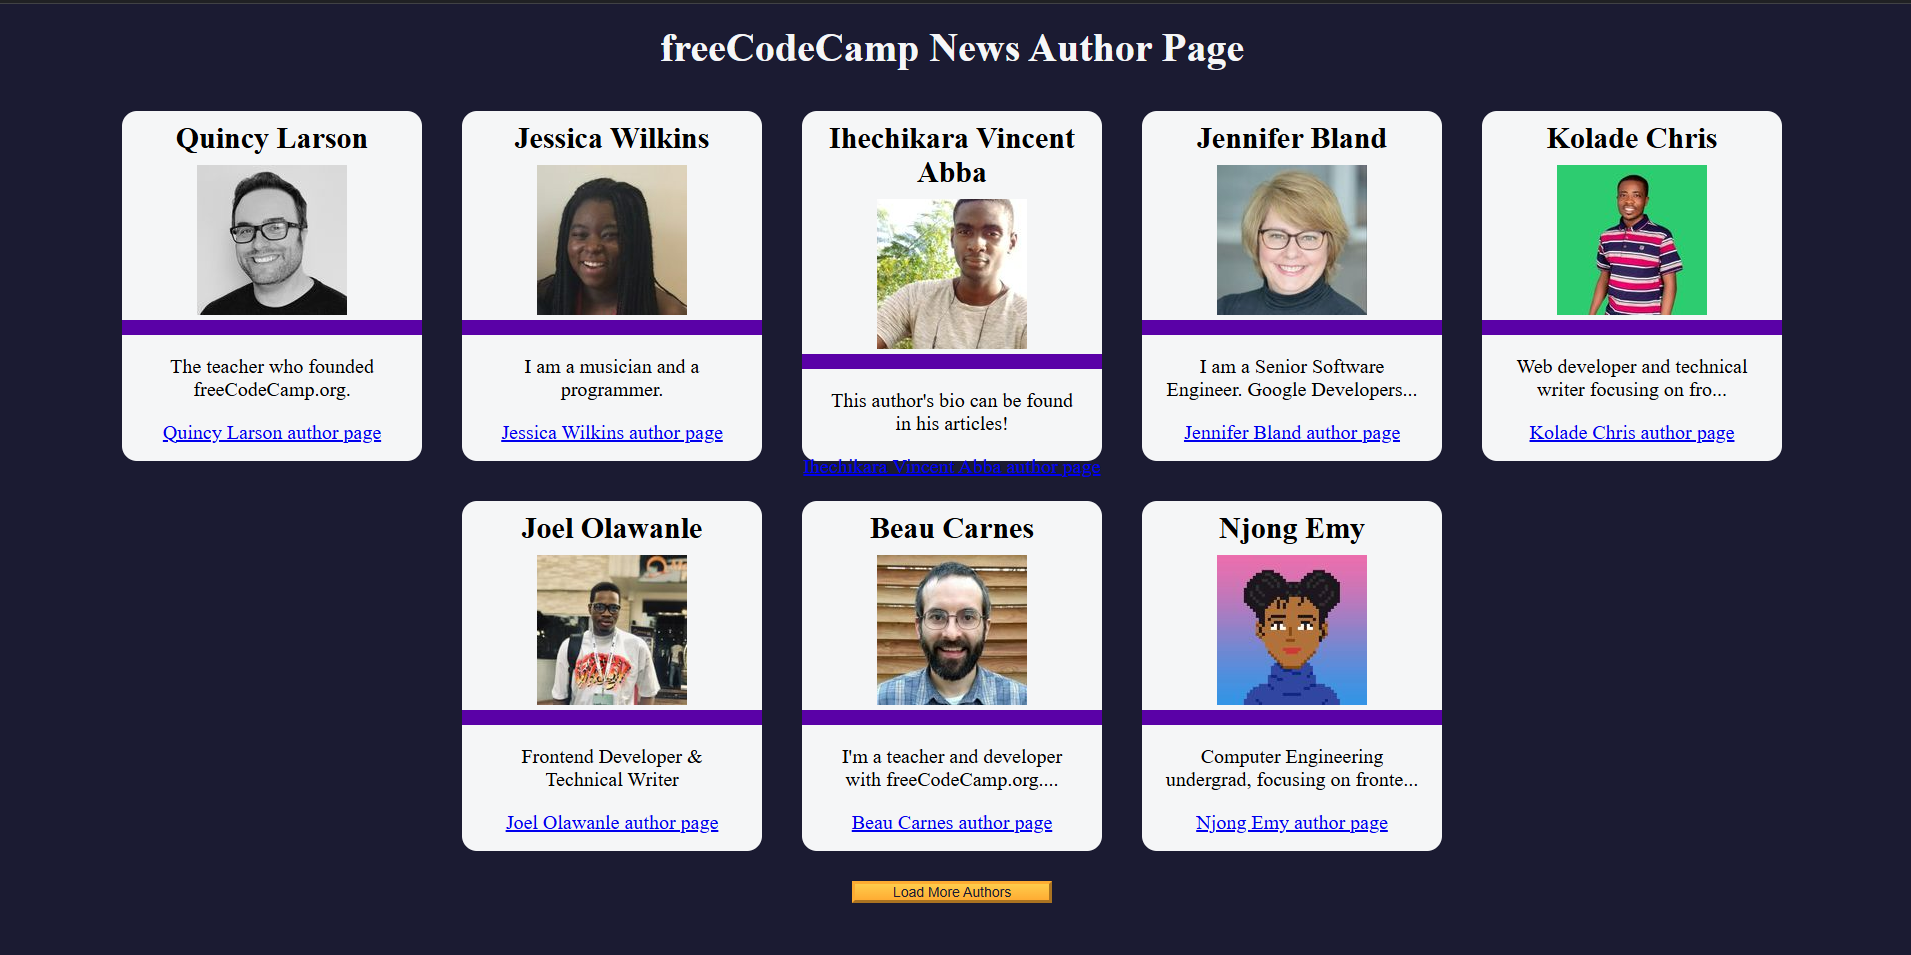 freeCodeCamp News Author Page
Quincy Larson
The teacher who founded
freeCodeCamp.org.
Quincy Larson author page
Jessica Wilkins
I am a musician and a
programmer.
Jessica Wilkins author page
Ihechikara Vincent
Abba
This author's bio can be found
in his articles!
Ihechikara Vincent Abba author page
Jennifer Bland
I am a Senior Software
Engineer. Google Developers...
Jennifer Bland author page
Kolade Chris
Web developer and technical
writer focusing on fro...
Kolade Chris author page
Joel Olawanle
Frontend Developer &
Technical Writer
Joel Olawanle author page
Beau Carnes
I'm a teacher and developer
with freeCodeCamp.org....
Beau Carnes author page
Njong Emy
Computer Engineering
undergrad, focusing on fronte...
Njong Emy author page
Load More Authors